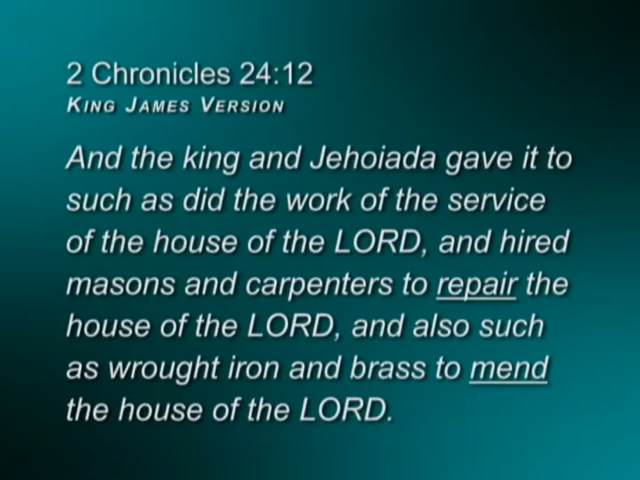 2 Chronicles 24:12
KING JAMES VERSION
And the king and Jehoiada gave it to
such as did the work of the service
of the house of the LORD, and hired
masons and carpenters to repair the
house of the LORD, and also such
as wrought iron and brass to mend
the house of the LORD.